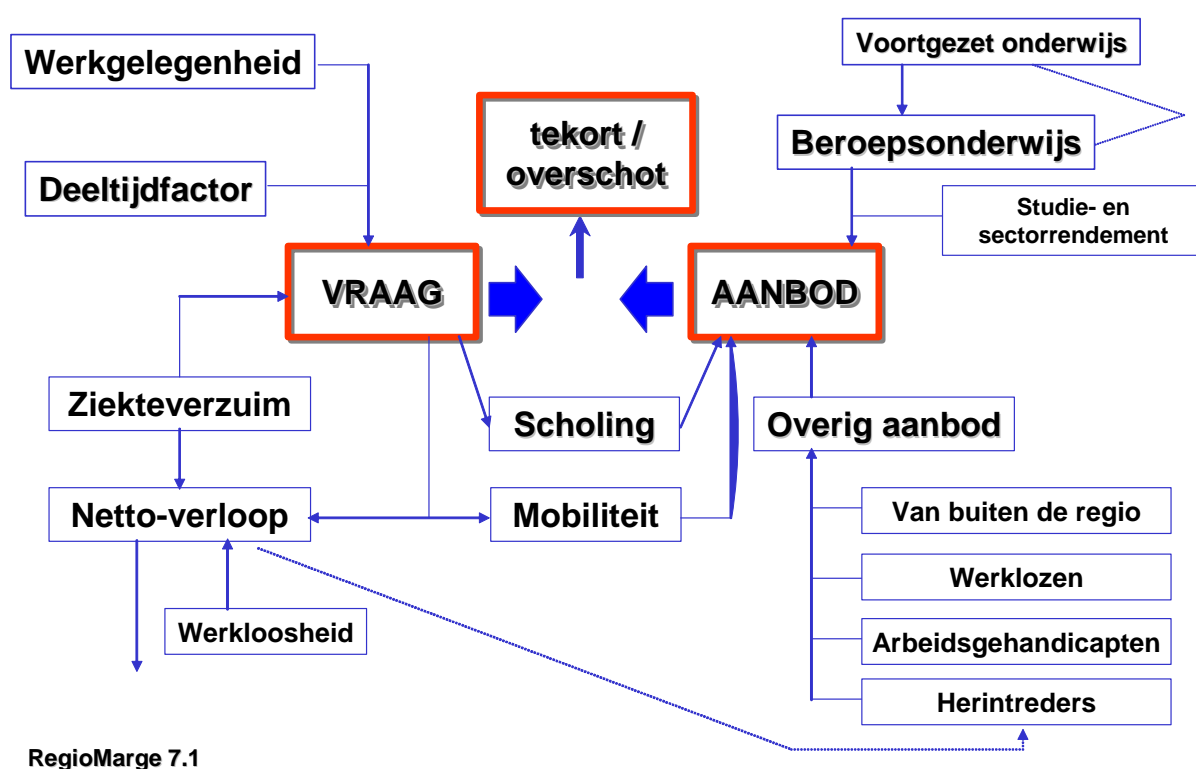 Werkgelegenheid
Voortgezet onderwijs
tekort /
overschot
Beroepsonderwijs
Deeltijdfactor
Studie- en
sectorrendement
VRAAG
AANBOD
Ziekteverzuim
Scholing
Overig aanbod
Netto-verloop
Mobiliteit
Van buiten de regio
Werklozen
Werkloosheid
Arbeidsgehandicapten
Herintreders
RegioMarge 7.1